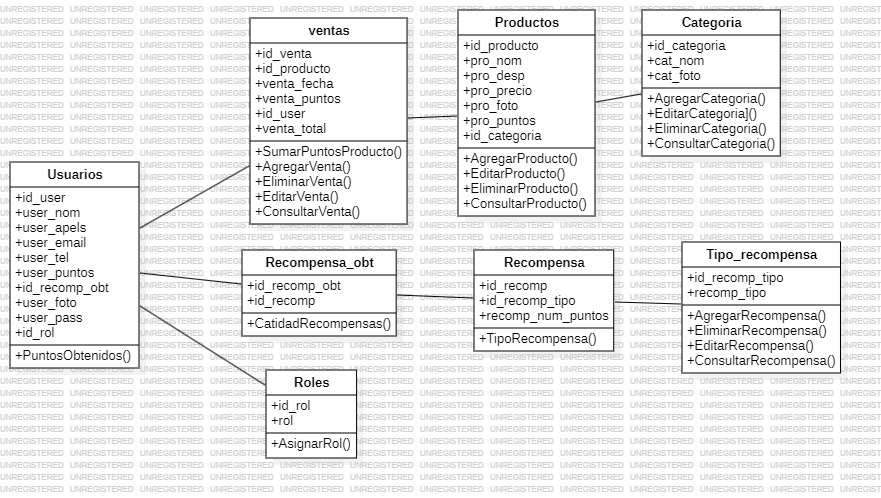 ventas
+id_venta
+id_producto
+venta_fecha
+venta_puntos
+id_user
+venta_total
+SumarPuntosProducto()
+AgregarVenta()
+EliminarVenta()
+EditarVenta()
+ConsultarVenta()
Productos
+id_producto
+pro_nom
+pro_desp
+pro_precio
+pro_foto
+pro_puntos
+id_categoria
+AgregarProducto()
+EditarProducto()
+EliminarProducto()
+ConsultarProducto()
Categoria
+id_categoria
+cat_nom
+cat_foto
+AgregarCategoria()
+EditarCategoria]()
+EliminarCategoria()
+ConsultarCategoria()
Usuarios
+id_user
+user_nom
+user_apels
+user_email
+user_tel
+user_puntos
+id_recomp_obt
+user_foto
+user_pass
+id_rol
+PuntosObtenidos()
Recompensa_obt
+id_recomp_obt
+id_recomp
+CatidadRecompensas()
Recompensa
+id_recomp
+id_recomp_tipo
+recomp_num_puntos
+TipoRecompensa()
Tipo_recompensa
+id_recomp_tipo
+recomp_tipo
+AgregarRecompensa()
+EliminarRecompensa()
+EditarRecompensa()
+ConsultarRecompensa()
Roles
+id_rol
+rol
+AsignarRol()
UNREGISTERED